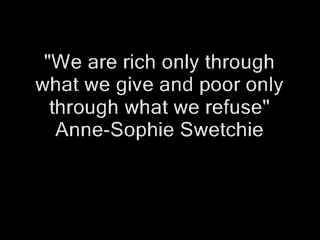 "We are rich only through
what we give and poor only
through what we refuse"
Anne-Sophie Swetchie